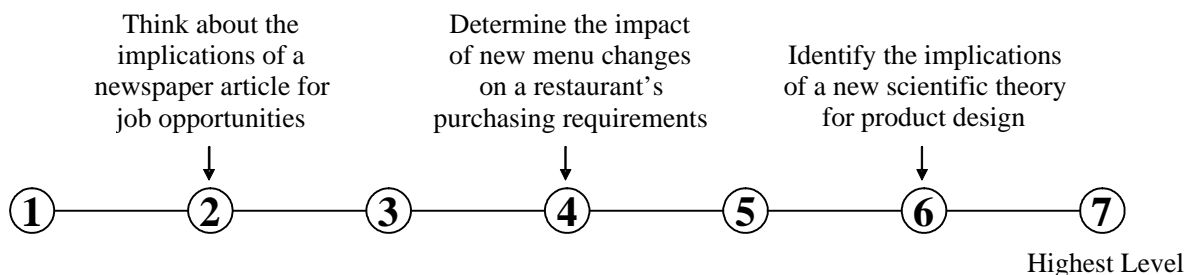 Think about the
implications of a
newspaper article for
job opportunities
Determine the impact
of new menu changes
on a restaurant's
purchasing requirements
Identify the implications
of a new scientific theory
for product design
1 2 3 4 5 6 7
Highest Level